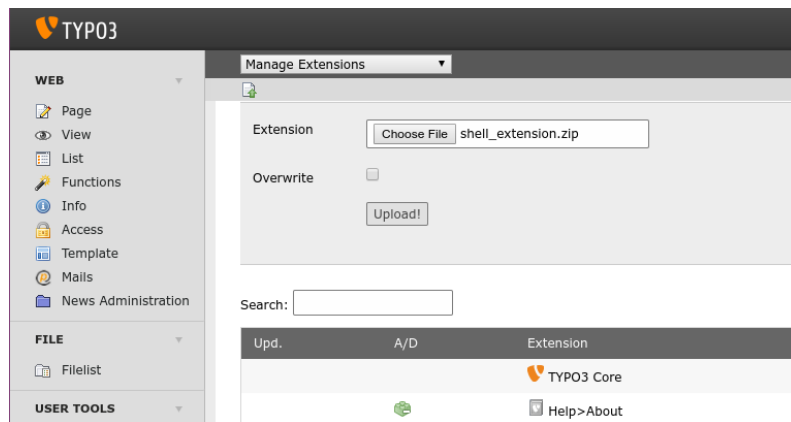 TYPO3
Manage Extensions
WEB
Page
View
List
Functions
Info
Access
Template
Mails
News Administration
FILE
Filelist
USER TOOLS
Extension Choose File shell_extension.zip
Overwrite
Upload!
Search:
Upd. A/D Extension
TYPO3 Core
Help>About